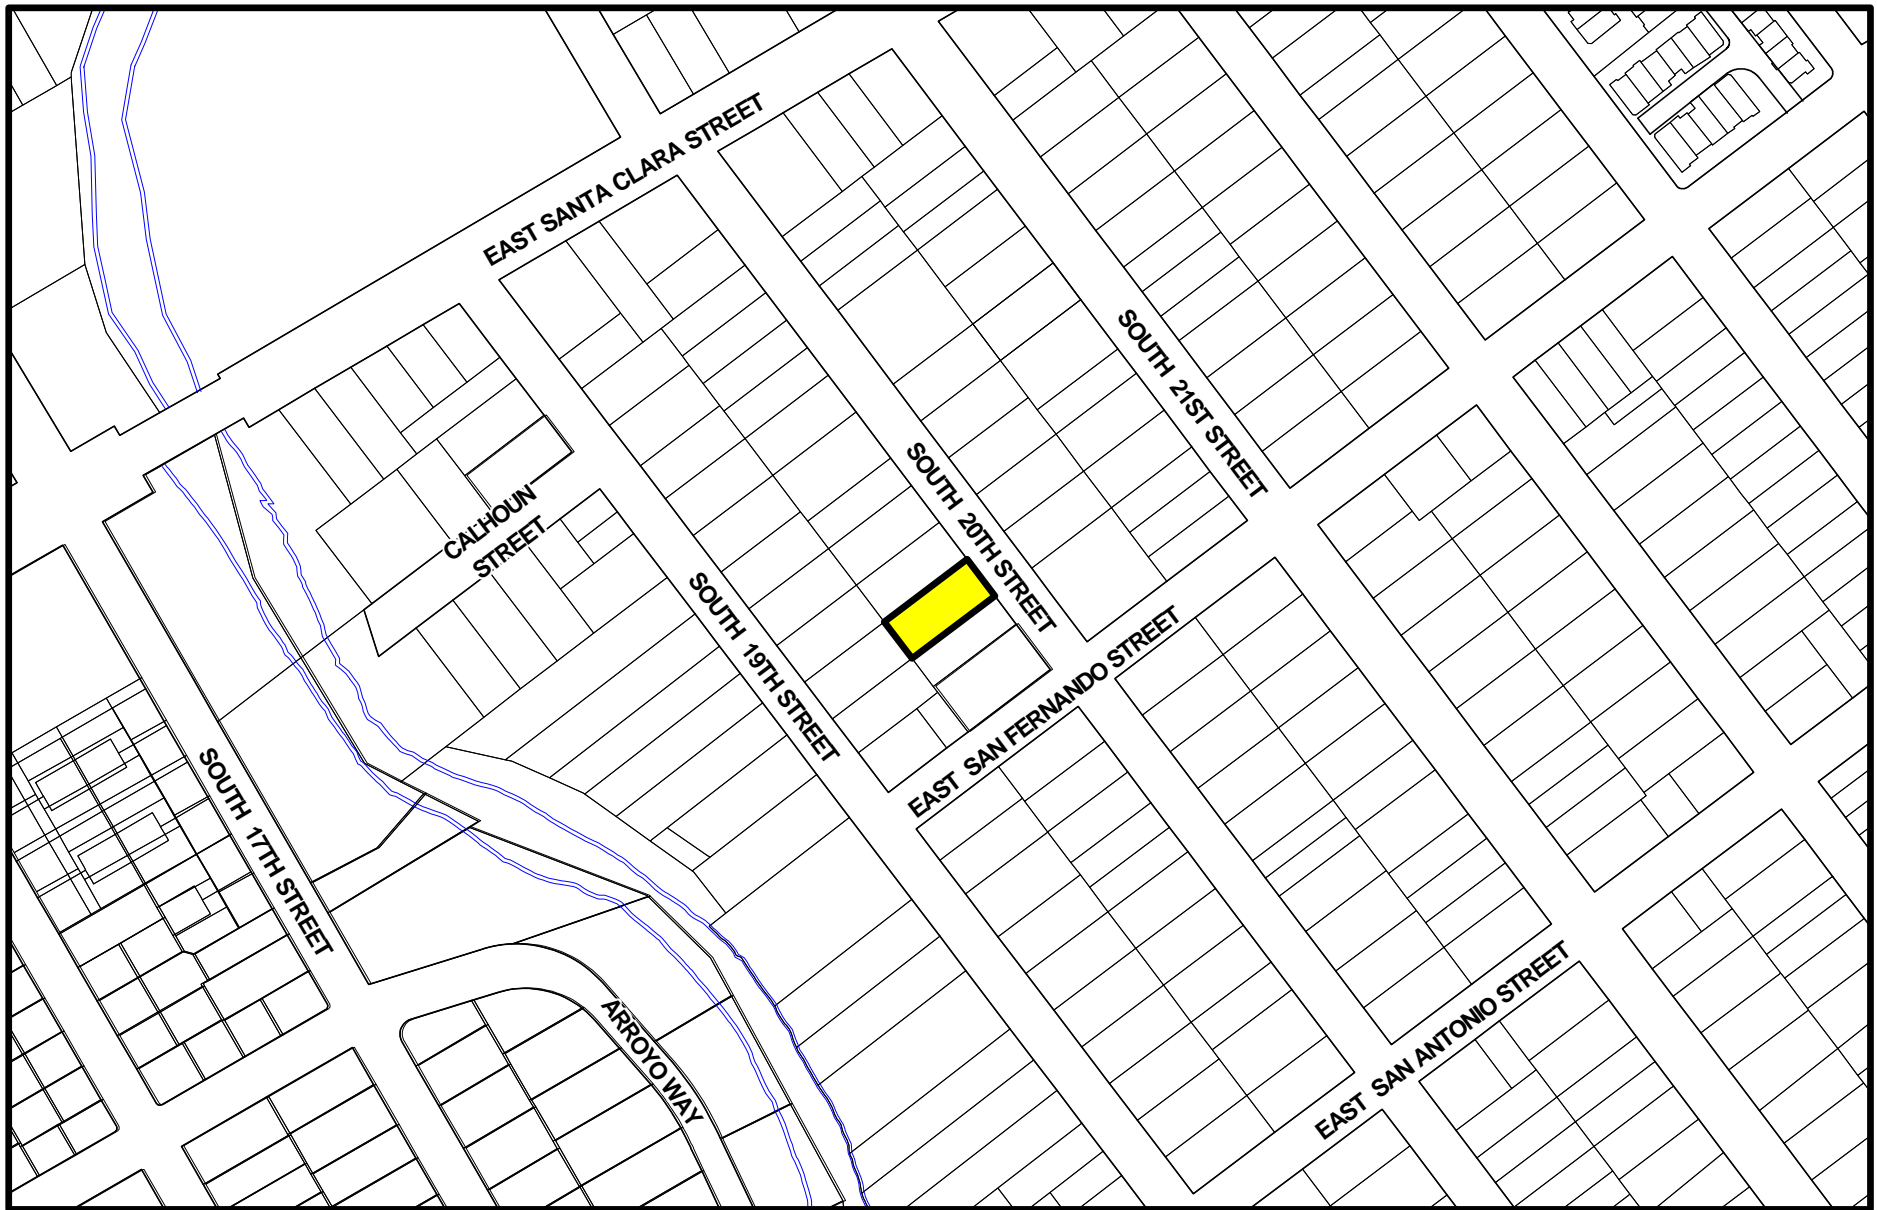 EAST SANTA CLARA STREET
SOUTH 21ST STREET
SOUTH 20TH STREET
CALHOUN
STREET
SOUTH 19TH STREET
EAST SAN FERNANDO STREET
SOUTH 17TH STREET
EAST SAN ANTONIO STREET
ARROYO WAY